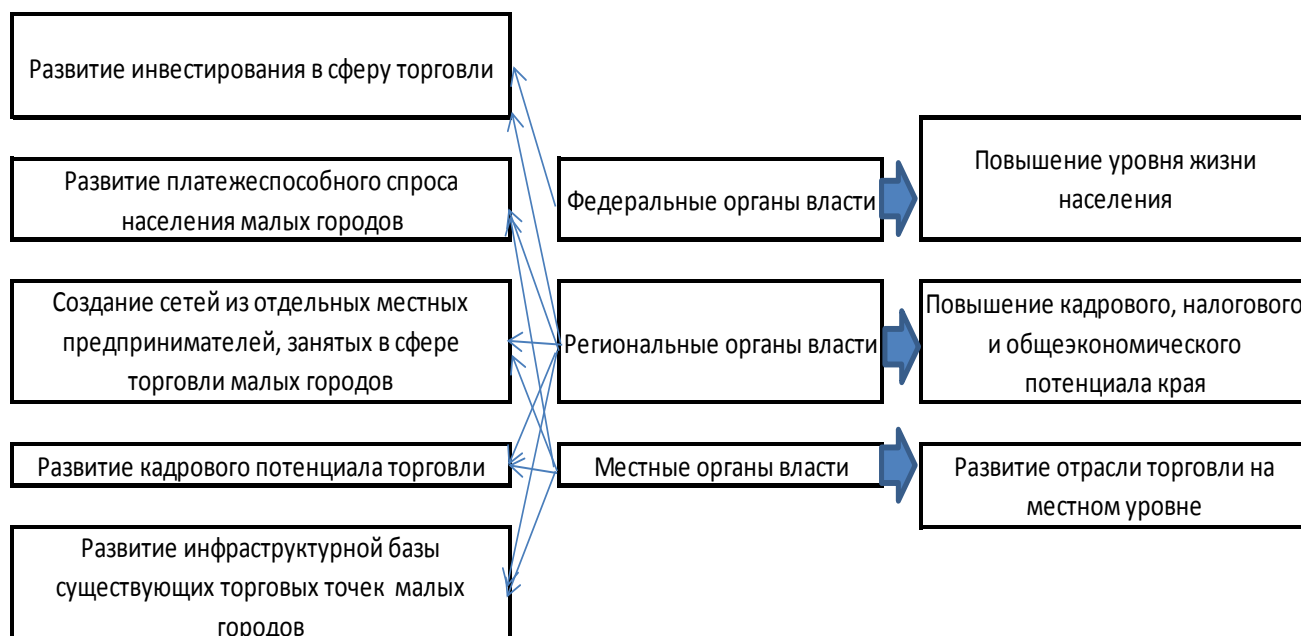 Развитие инвестирования в сферу торговли
Развитие платежеспособного спроса
населения малых городов
Создание сетей из отдельных местных
предпринимателей, занятых в сфере
торговли малых городов
Развитие кадрового потенциала торговли
Развитие инфраструктурной базы
существующих торговых точек малых
городов
Федеральные органы власти
Региональные органы власти
Местные органы власти
Повышение уровня жизни
населения
Повышение кадрового, налогового
и общеэкономического
потенциала края
Развитие отрасли торговли на
местном уровне